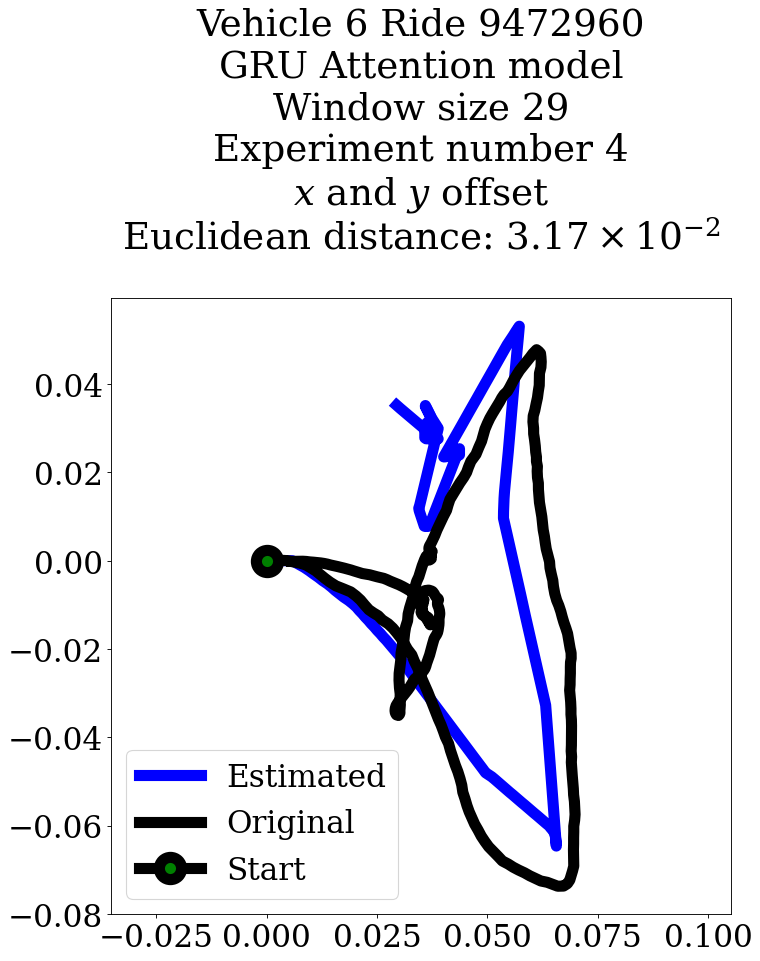 Vehicle 6 Ride 9472960
GRU Attention model
Window size 29
Experiment number 4
x and y offset
Euclidean distance: 3.17 × 10⁻²
0.04
0.02
0.00
−0.02
−0.04
−0.06
−0.08
Estimated
Original
Start
−0.025 0.000 0.025 0.050 0.075 0.100